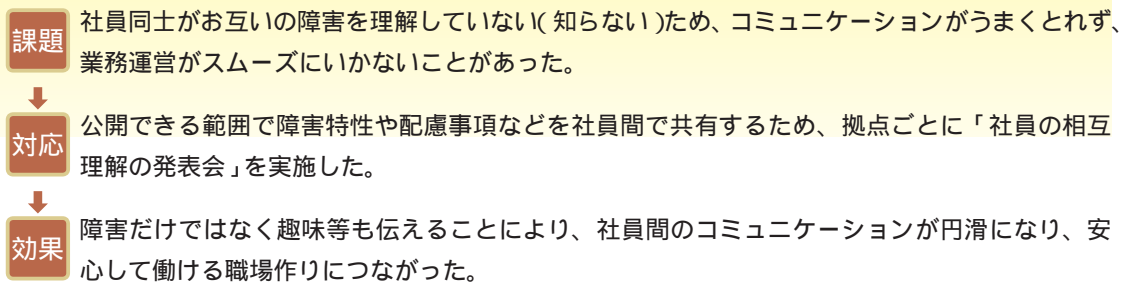 課題
社員同士がお互いの障害を理解していない(知らない)ため、コミュニケーションがうまくとれず、
業務運営がスムーズにいかないことがあった。
対応
公開できる範囲で障害特性や配慮事項などを社員間で共有するため、拠点ごとに「社員の相互
理解の発表会」を実施した。
効果
障害だけではなく趣味等も伝えることにより、社員間のコミュニケーションが円滑になり、安
心して働ける職場作りにつながった。